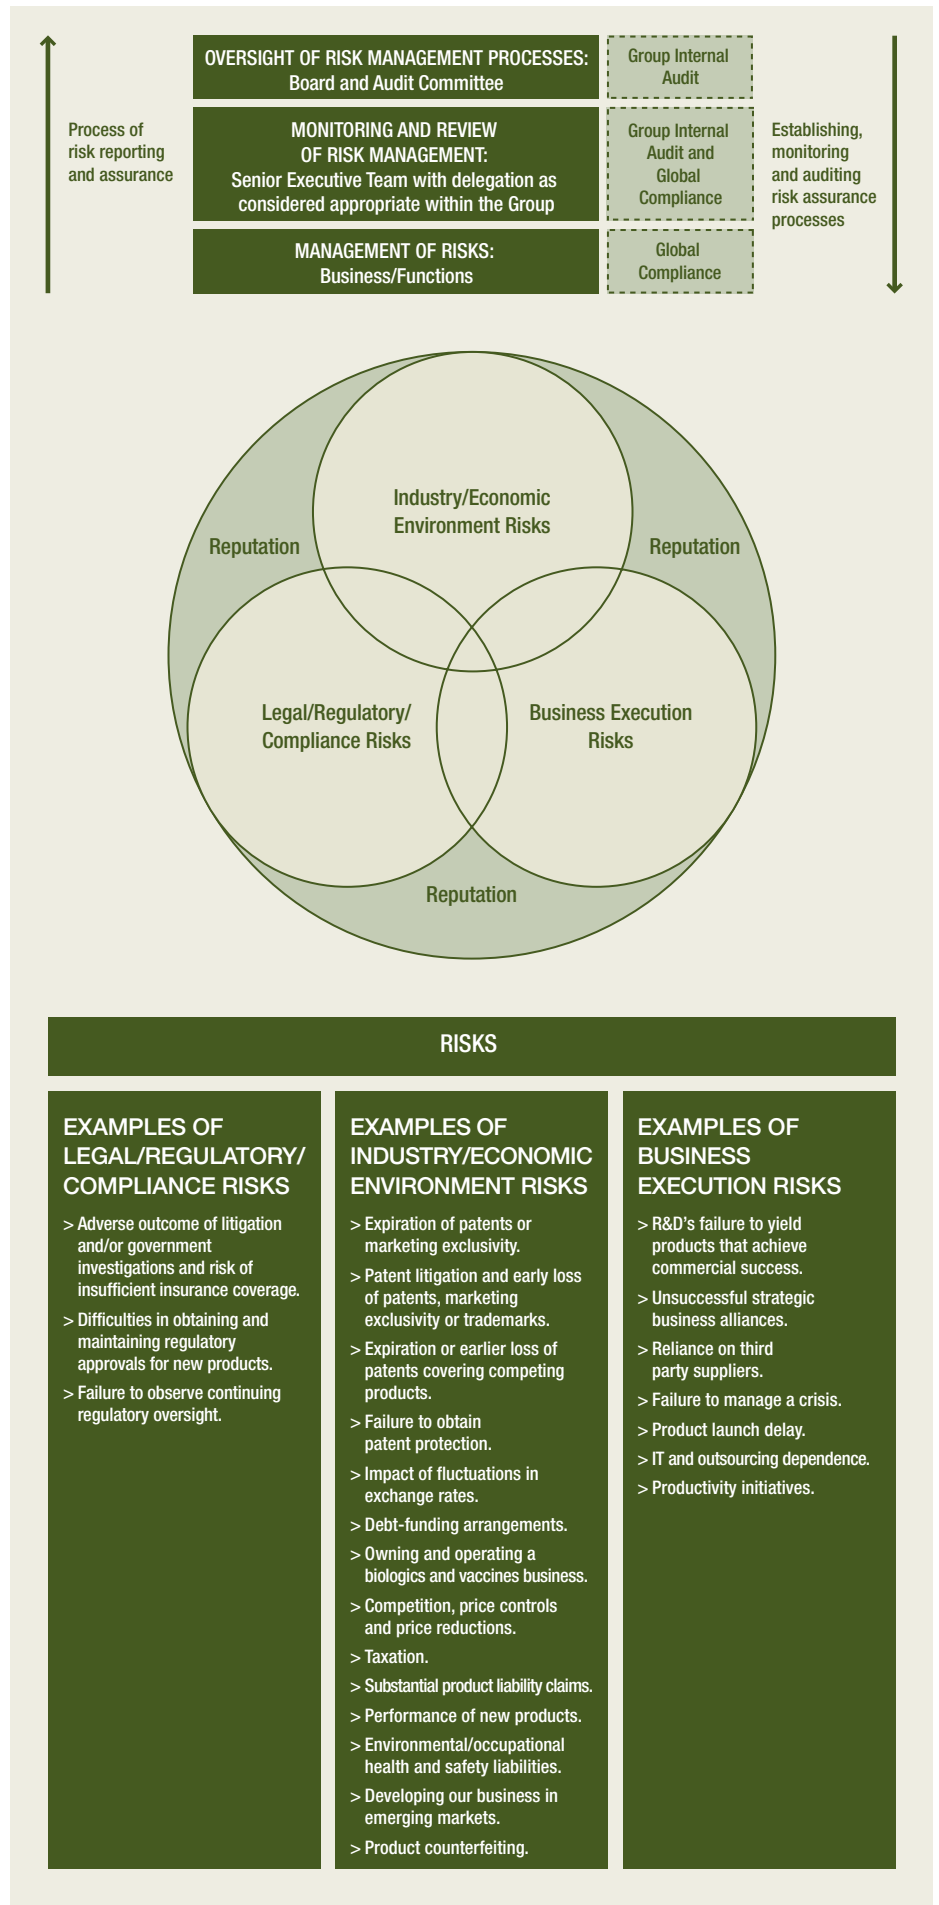 OVERSIGHT OF RISK MANAGEMENT PROCESSES:
Board and Audit Committee
Group Internal
Audit
Process of
risk reporting
and assurance
MONITORING AND REVIEW
OF RISK MANAGEMENT:
Senior Executive Team with delegation as
considered appropriate within the Group
Group Internal
Audit and
Global
Compliance
Establishing,
monitoring
and auditing
risk assurance
processes
MANAGEMENT OF RISKS:
Business/Functions
Global
Compliance
Industry/Economic
Environment Risks
Reputation
Reputation
Legal/Regulatory/
Compliance Risks
Business Execution
Risks
Reputation
RISKS
EXAMPLES OF
LEGAL/REGULATORY/
COMPLIANCE RISKS
> Adverse outcome of litigation
and/or government
investigations and risk of
insufficient insurance coverage.
> Difficulties in obtaining and
maintaining regulatory
approvals for new products.
> Failure to observe continuing
regulatory oversight.
EXAMPLES OF
INDUSTRY/ECONOMIC
ENVIRONMENT RISKS
> Expiration of patents or
marketing exclusivity.
> Patent litigation and early loss
of patents, marketing
exclusivity or trademarks.
> Expiration or earlier loss of
patents covering competing
products.
> Failure to obtain
patent protection.
> Impact of fluctuations in
exchange rates.
> Debt-funding arrangements.
> Owning and operating a
biologics and vaccines business.
> Competition, price controls
and price reductions.
> Taxation.
> Substantial product liability claims.
> Performance of new products.
> Environmental/occupational
health and safety liabilities.
> Developing our business in
emerging markets.
> Product counterfeiting.
EXAMPLES OF
BUSINESS
EXECUTION RISKS
> R&D's failure to yield
products that achieve
commercial success.
> Unsuccessful strategic
business alliances.
> Reliance on third
party suppliers.
> Failure to manage a crisis.
> Product launch delay.
> IT and outsourcing dependence.
> Productivity initiatives.